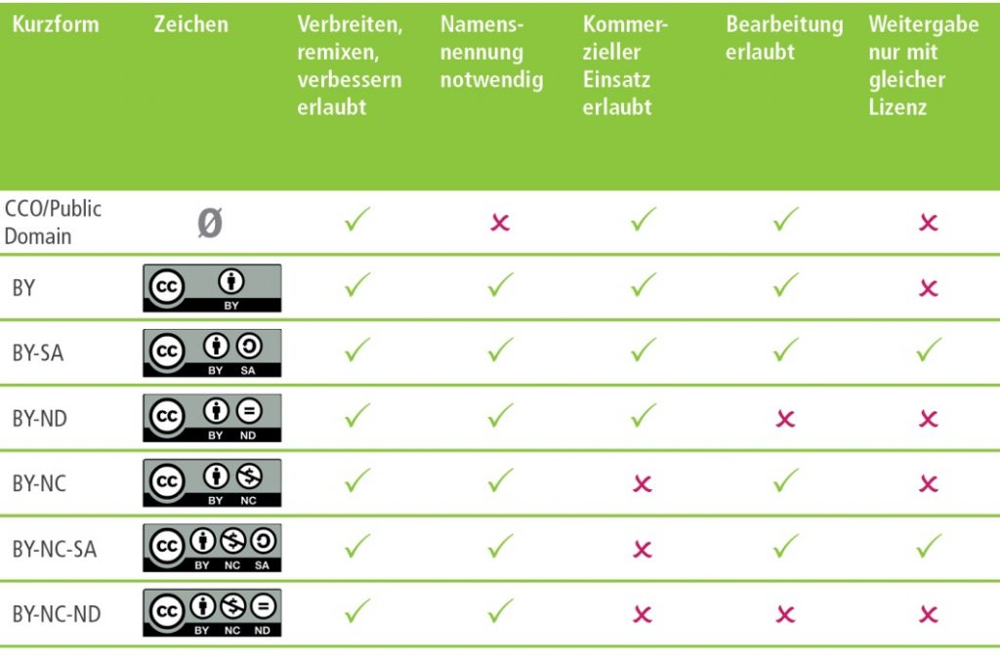 Kurzform
Zeichen
Verbreiten,
remixen,
verbessern
erlaubt
Namens-
nennung
notwendig
Kommer-
zieller
Einsatz
erlaubt
Bearbeitung
erlaubt
Weitergabe
nur mit
gleicher
Lizenz
CCO/Public
Domain
Ø
BY
cc
BY
BY-SA
cc
BY SA
BY-ND
cc
BY ND
BY-NC
cc
BY NC
BY-NC-SA
cc
BY NC SA
BY-NC-ND
cc
BY NC ND